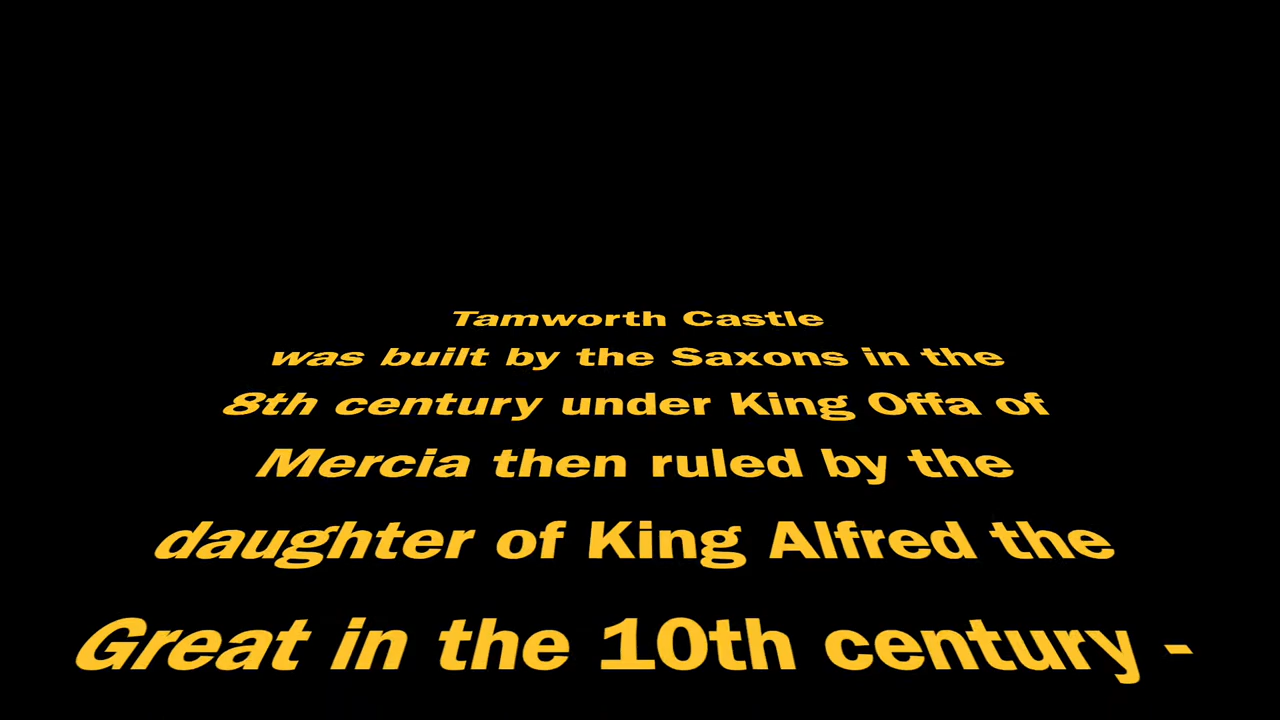 Tamworth Castle
was built by the Saxons in the
8th century under King Offa of
Mercia then ruled by the
daughter of King Alfred the
Great in the 10th century -